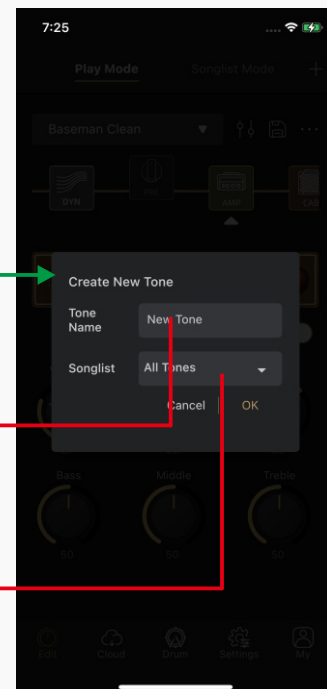 7:25
Play Mode Songlist Mode
Baseman Clean
DYN AMP CAB
Create New Tone
Tone Name New Tone
Songlist All Tones
Cancel OK
Bass Middle Treble
50 50 50
Edit Cloud Drum Settings My